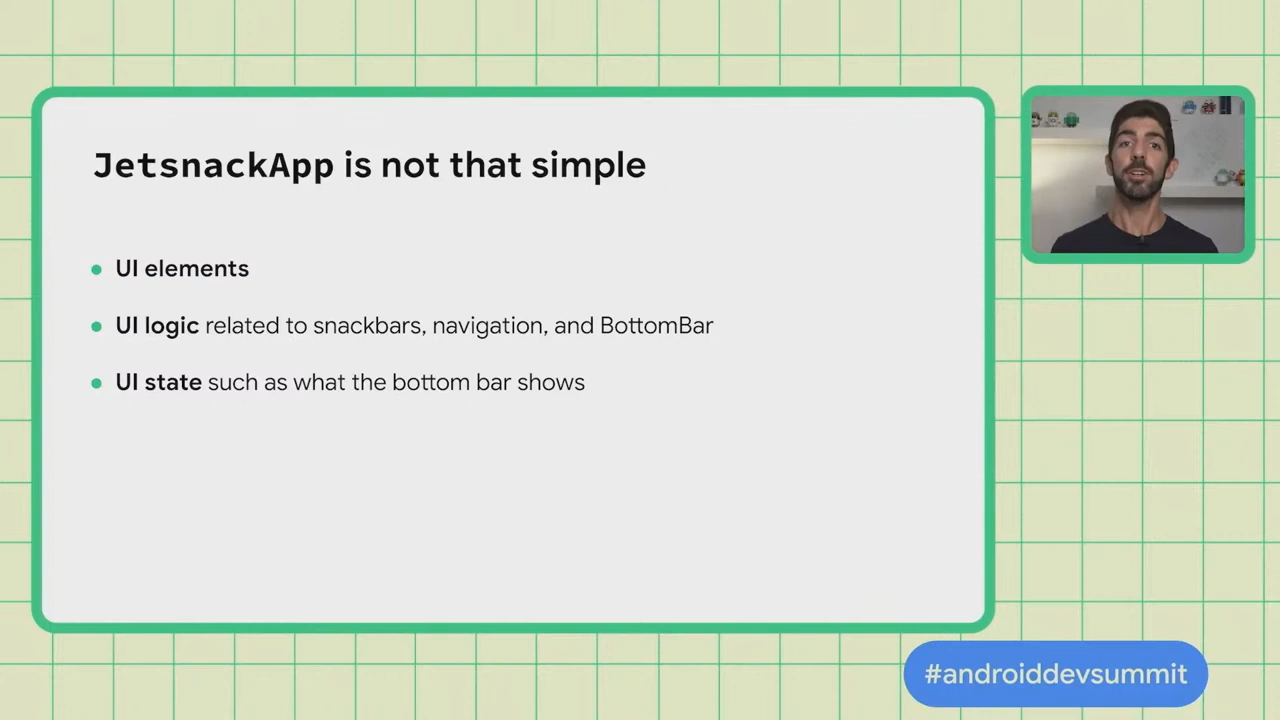 JetsnackApp is not that simple
UI elements
UI logic related to snackbars, navigation, and BottomBar
UI state such as what the bottom bar shows
#androiddevsummit